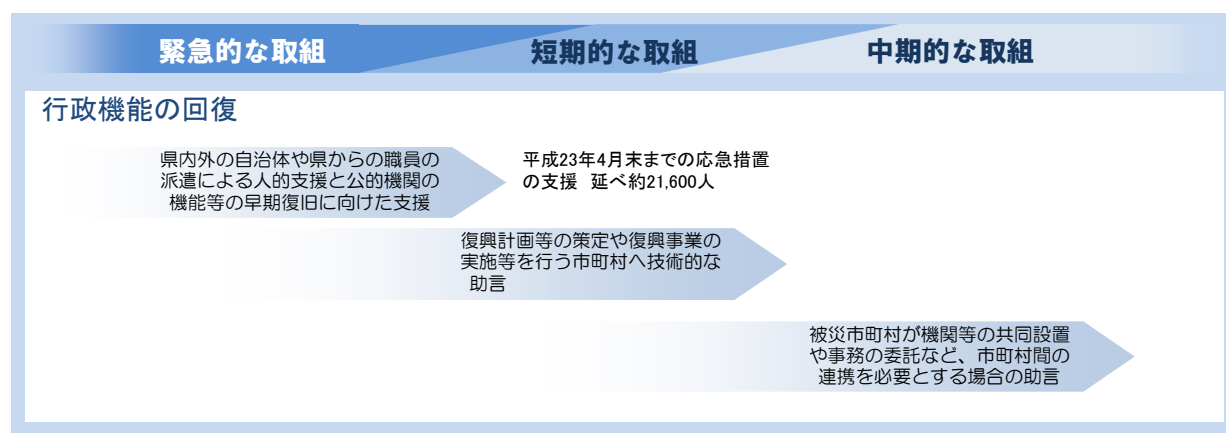 緊急的な取組
短期的な取組
中期的な取組
行政機能の回復
県内外の自治体や県からの職員の
派遣による人的支援と公的機関の
機能等の早期復旧に向けた支援
平成23年4月末までの応急措置
の支援 延べ約21,600人
復興計画等の策定や復興事業の
実施等を行う市町村へ技術的な
助言
被災市町村が機関等の共同設置
や事務の委託など、市町村間の
連携を必要とする場合の助言